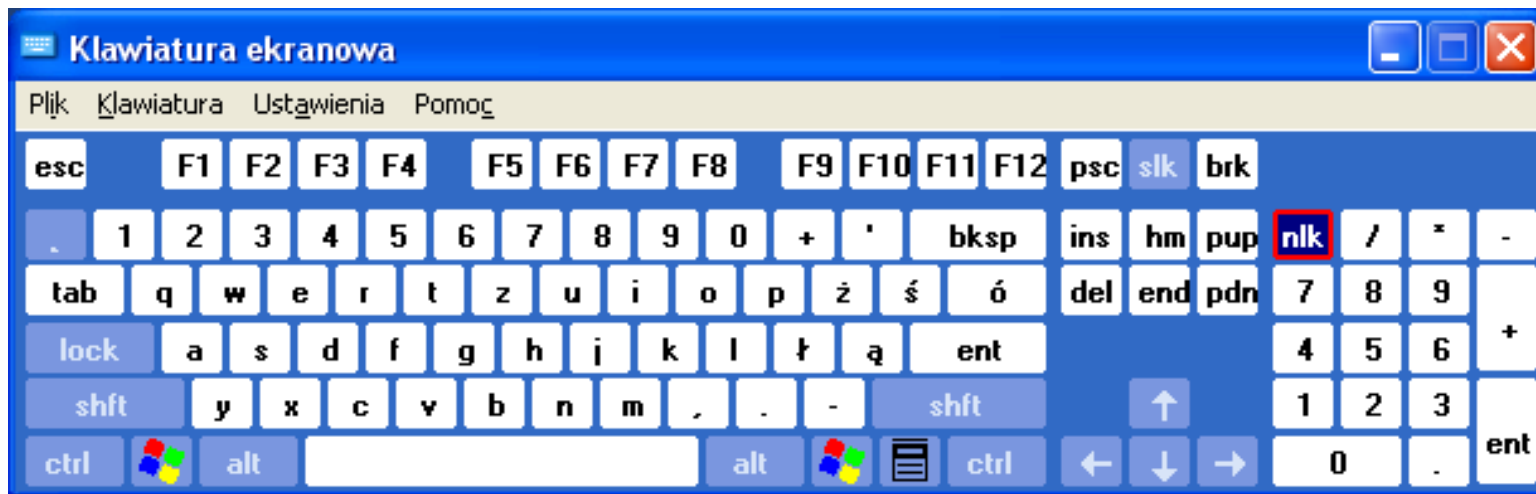 Klawiatura ekranowa
Plik Klawiatura Ustawienia Pomoc
esc F1 F2 F3 F4 F5 F6 F7 F8 F9 F10 F11 F12 psc slk brk
1 2 3 4 5 6 7 8 9 0 + ' bksp ins hm pup nlk / * -
tab q w e r t z u i o p ż ś ó del end pdn 7 8 9
lock a s d f g h j k l ł ą ent 4 5 6 +
shft y x c v b n m , . - shft ↑ 1 2 3
ctrl alt alt ctrl ← ↓ → 0 . ent